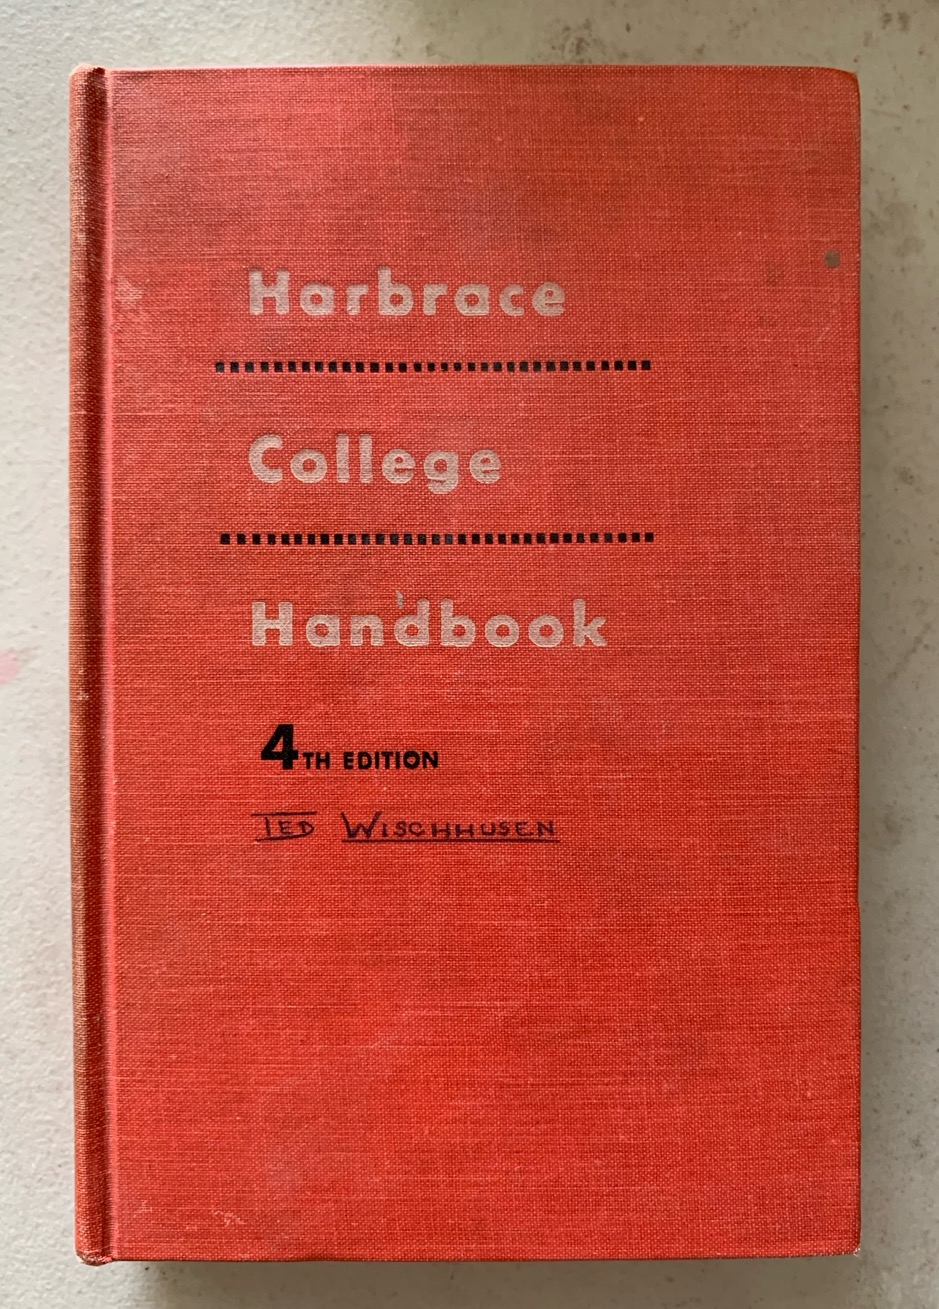 Harbrace
College
Handbook
4TH EDITION
TED WISCHHUSEN